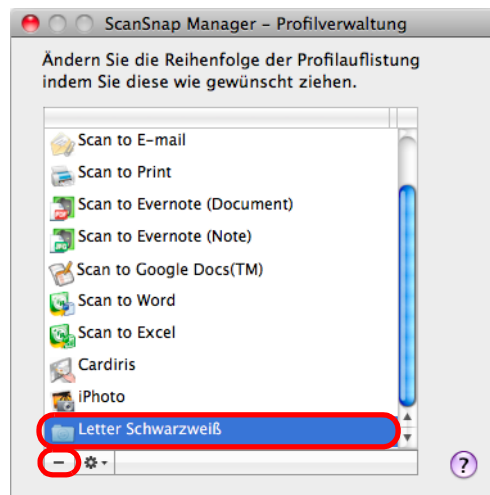 ScanSnap Manager – Profilverwaltung
Ändern Sie die Reihenfolge der Profilauflistung
indem Sie diese wie gewünscht ziehen.
Scan to E-mail
Scan to Print
Scan to Evernote (Document)
Scan to Evernote (Note)
Scan to Google Docs(TM)
Scan to Word
Scan to Excel
Cardiris
iPhoto
Letter Schwarzweiß
?